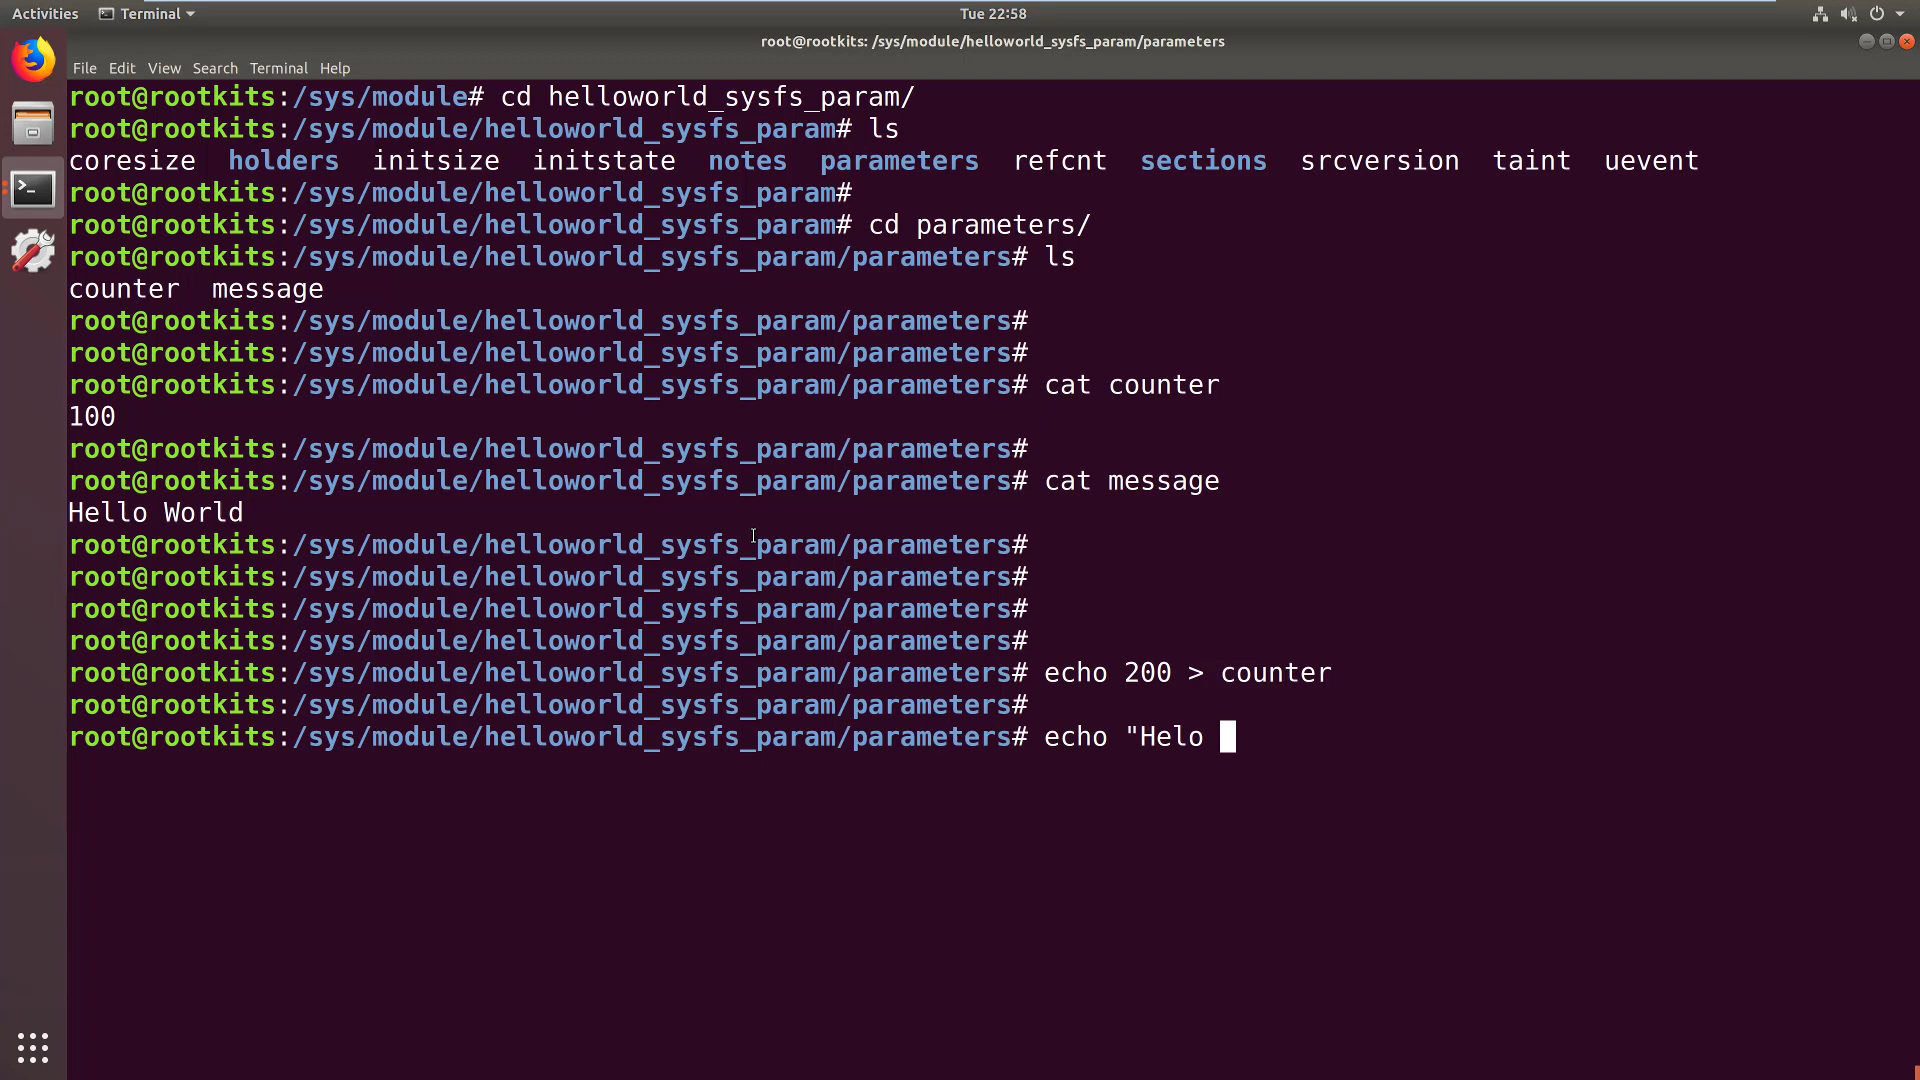 Activities Terminal Tue 22:58
root@rootkits: /sys/module/helloworld_sysfs_param/parameters
File Edit View Search Terminal Help
root@rootkits:/sys/module# cd helloworld_sysfs_param/
root@rootkits:/sys/module/helloworld_sysfs_param# ls
coresize holders initsize initstate notes parameters refcnt sections srcversion taint uevent
root@rootkits:/sys/module/helloworld_sysfs_param#
root@rootkits:/sys/module/helloworld_sysfs_param# cd parameters/
root@rootkits:/sys/module/helloworld_sysfs_param/parameters# ls
counter message
root@rootkits:/sys/module/helloworld_sysfs_param/parameters#
root@rootkits:/sys/module/helloworld_sysfs_param/parameters#
root@rootkits:/sys/module/helloworld_sysfs_param/parameters# cat counter
100
root@rootkits:/sys/module/helloworld_sysfs_param/parameters#
root@rootkits:/sys/module/helloworld_sysfs_param/parameters# cat message
Hello World
root@rootkits:/sys/module/helloworld_sysfs_param/parameters#
root@rootkits:/sys/module/helloworld_sysfs_param/parameters#
root@rootkits:/sys/module/helloworld_sysfs_param/parameters#
root@rootkits:/sys/module/helloworld_sysfs_param/parameters#
root@rootkits:/sys/module/helloworld_sysfs_param/parameters# echo 200 > counter
root@rootkits:/sys/module/helloworld_sysfs_param/parameters#
root@rootkits:/sys/module/helloworld_sysfs_param/parameters# echo "Helo